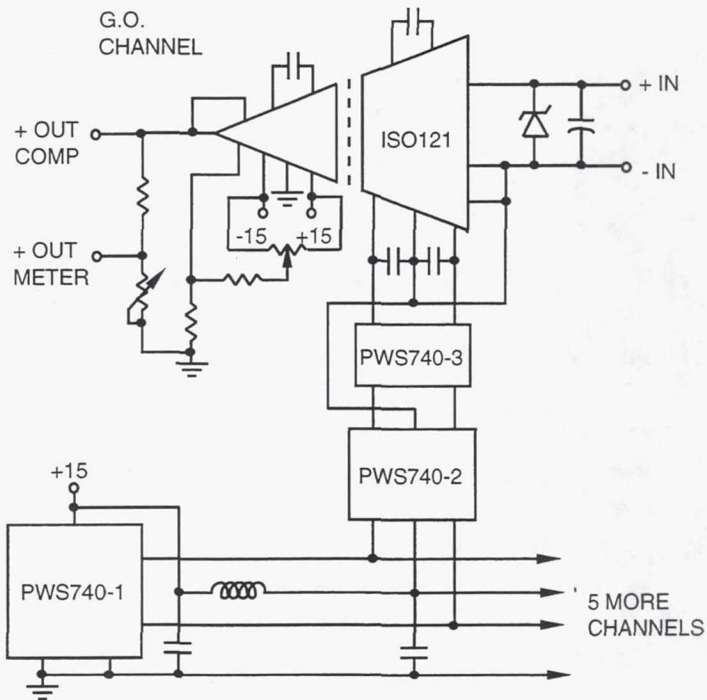 G.O.
CHANNEL
+ OUT
COMP
ISO121
+ IN
- IN
-15
+15
+ OUT
METER
PWS740-3
PWS740-2
+15
PWS740-1
5 MORE
CHANNELS